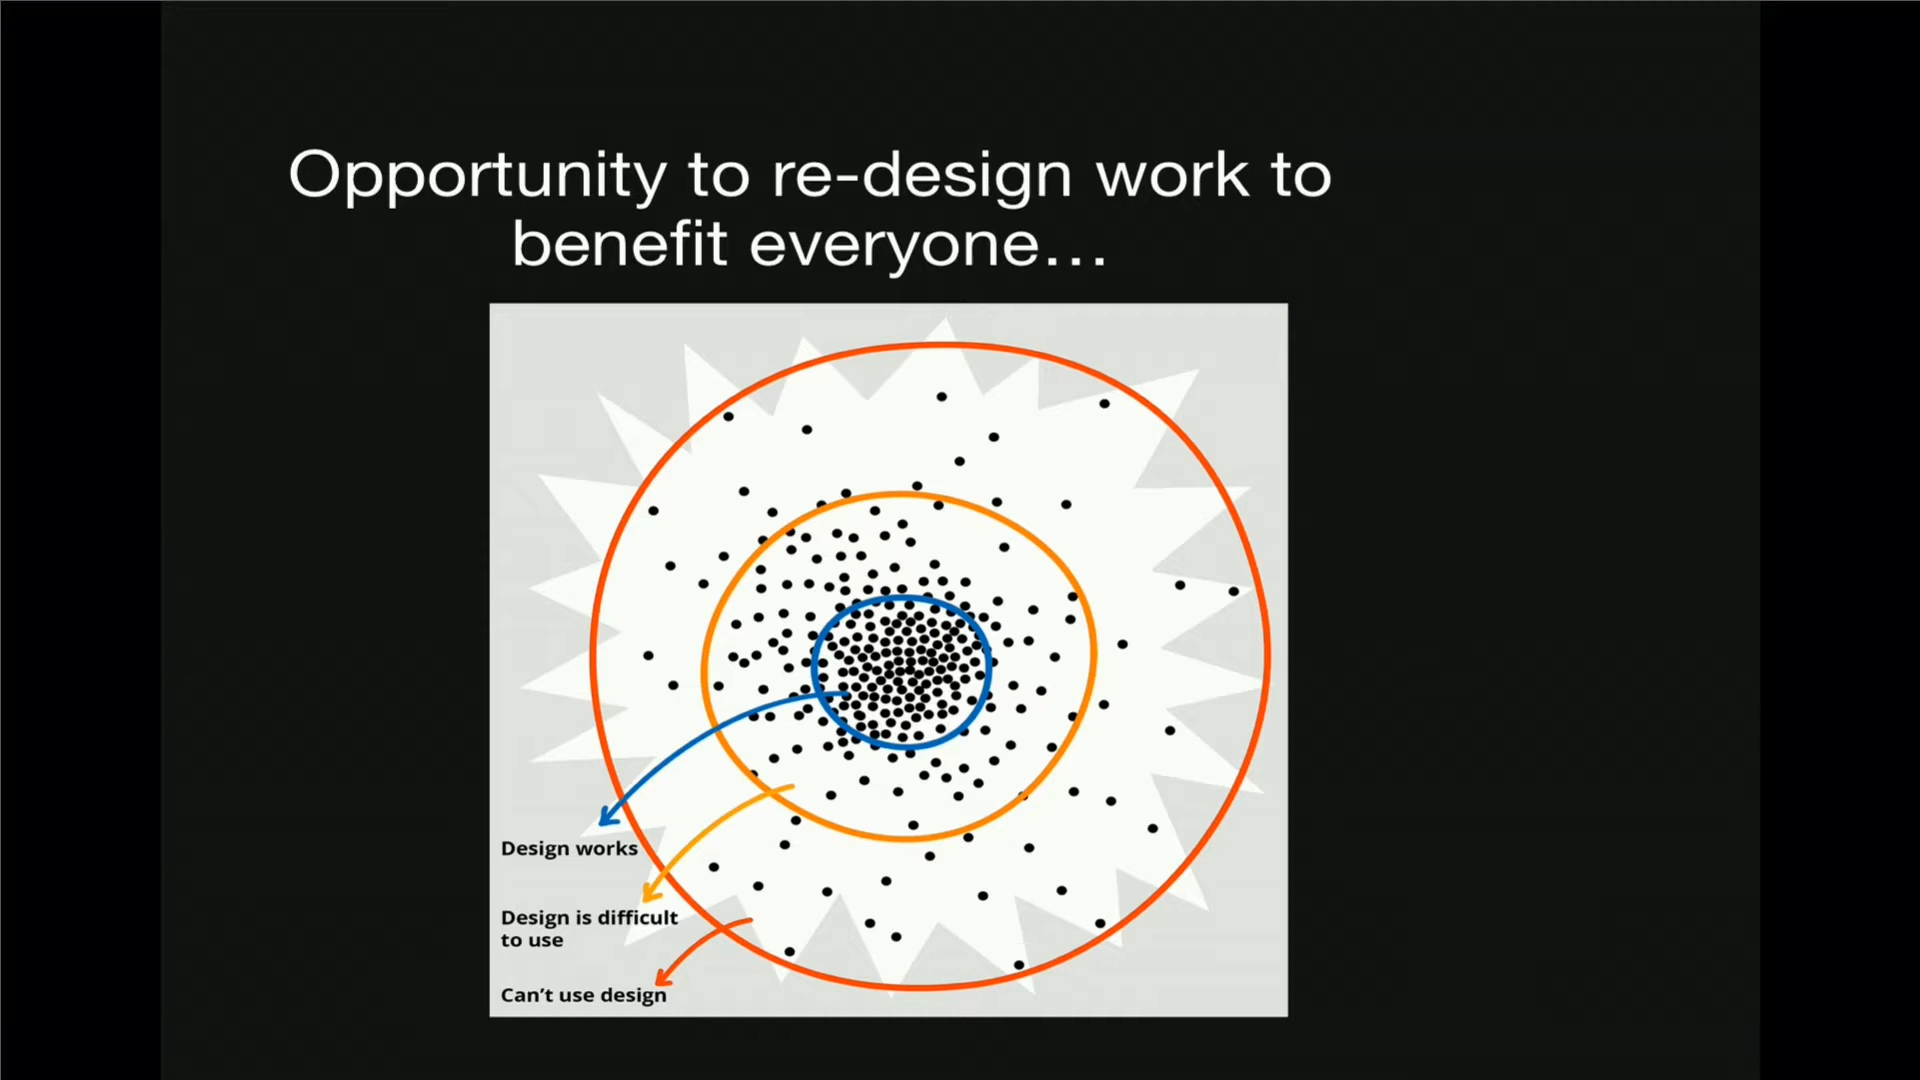 Opportunity to re-design work to
benefit everyone...
Design works
Design is difficult
to use
Can't use design